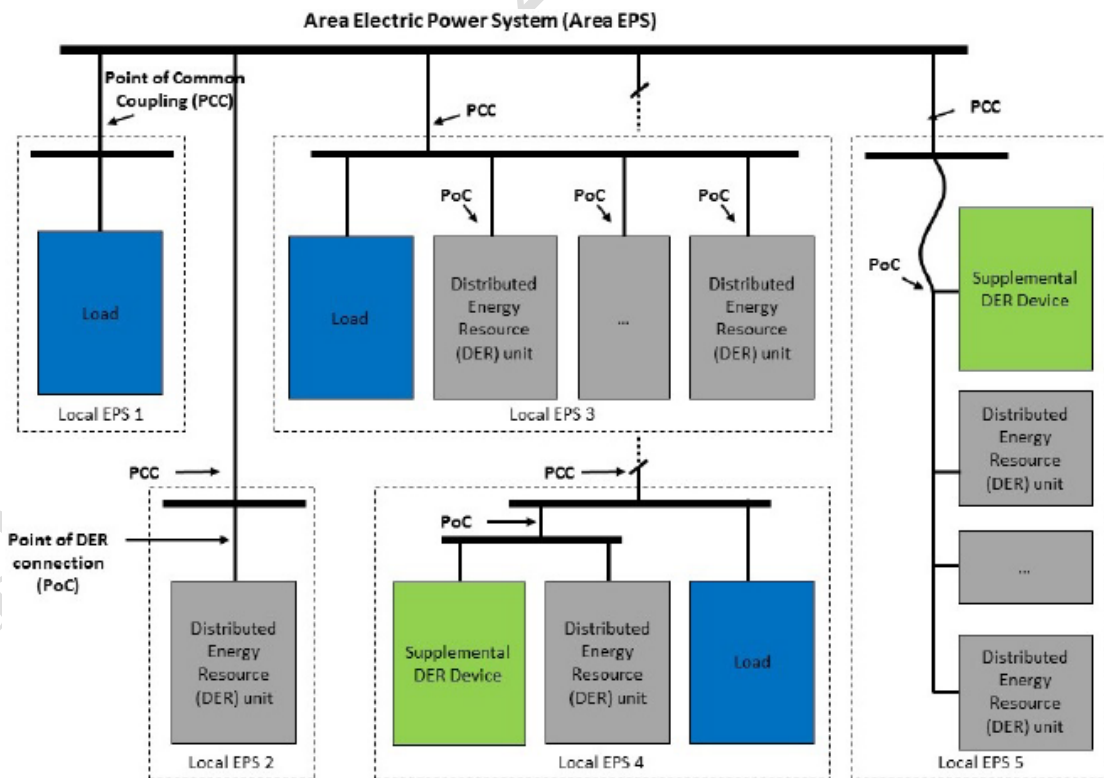 Area Electric Power System (Area EPS)
Point of Common
Coupling (PCC)
PCC
PCC
Load
Local EPS 1
PoC
PoC
PoC
Load
Distributed
Energy
Resource
(DER) unit
...
Distributed
Energy
Resource
(DER) unit
Local EPS 3
PoC
Supplemental
DER Device
Distributed
Energy
Resource
(DER) unit
...
Distributed
Energy
Resource
(DER) unit
Local EPS 5
PCC
Point of DER
connection
(PoC)
Distributed
Energy
Resource
(DER) unit
Local EPS 2
PCC
PoC
Supplemental
DER Device
Distributed
Energy
Resource
(DER) unit
Load
Local EPS 4